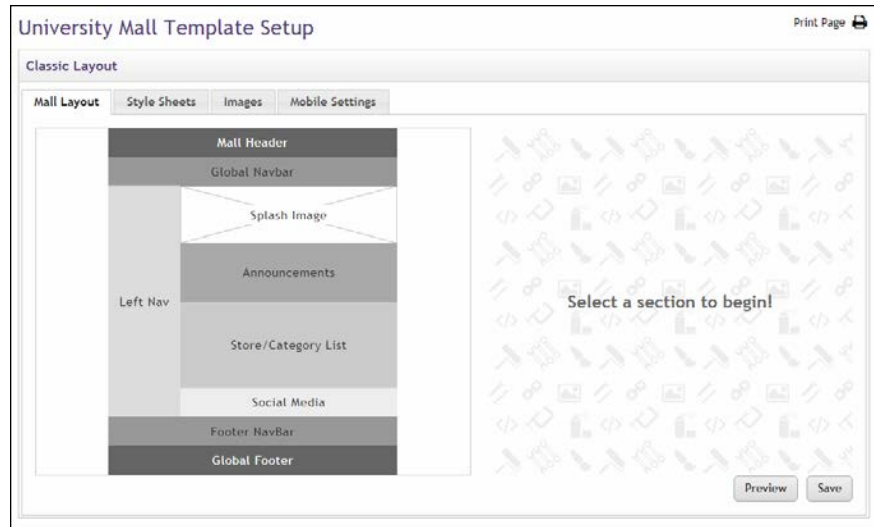 University Mall Template Setup
Print Page
Classic Layout
Mall Layout
Style Sheets
Images
Mobile Settings
Mall Header
Global Navbar
Splash Image
Announcements
Left Nav
Store/Category List
Social Media
Footer NavBar
Global Footer
Select a section to begin!
Preview
Save